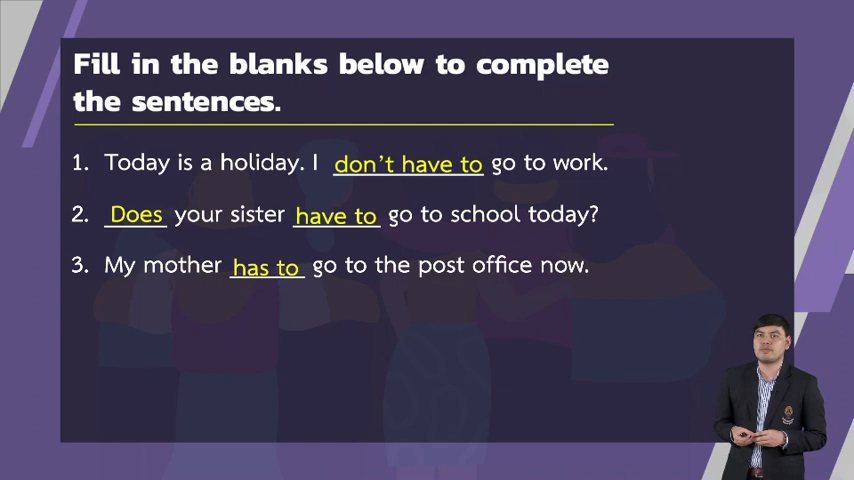 Fill in the blanks below to complete
the sentences.
1. Today is a holiday. I don't have to go to work.
2. Does your sister have to go to school today?
3. My mother has to go to the post office now.